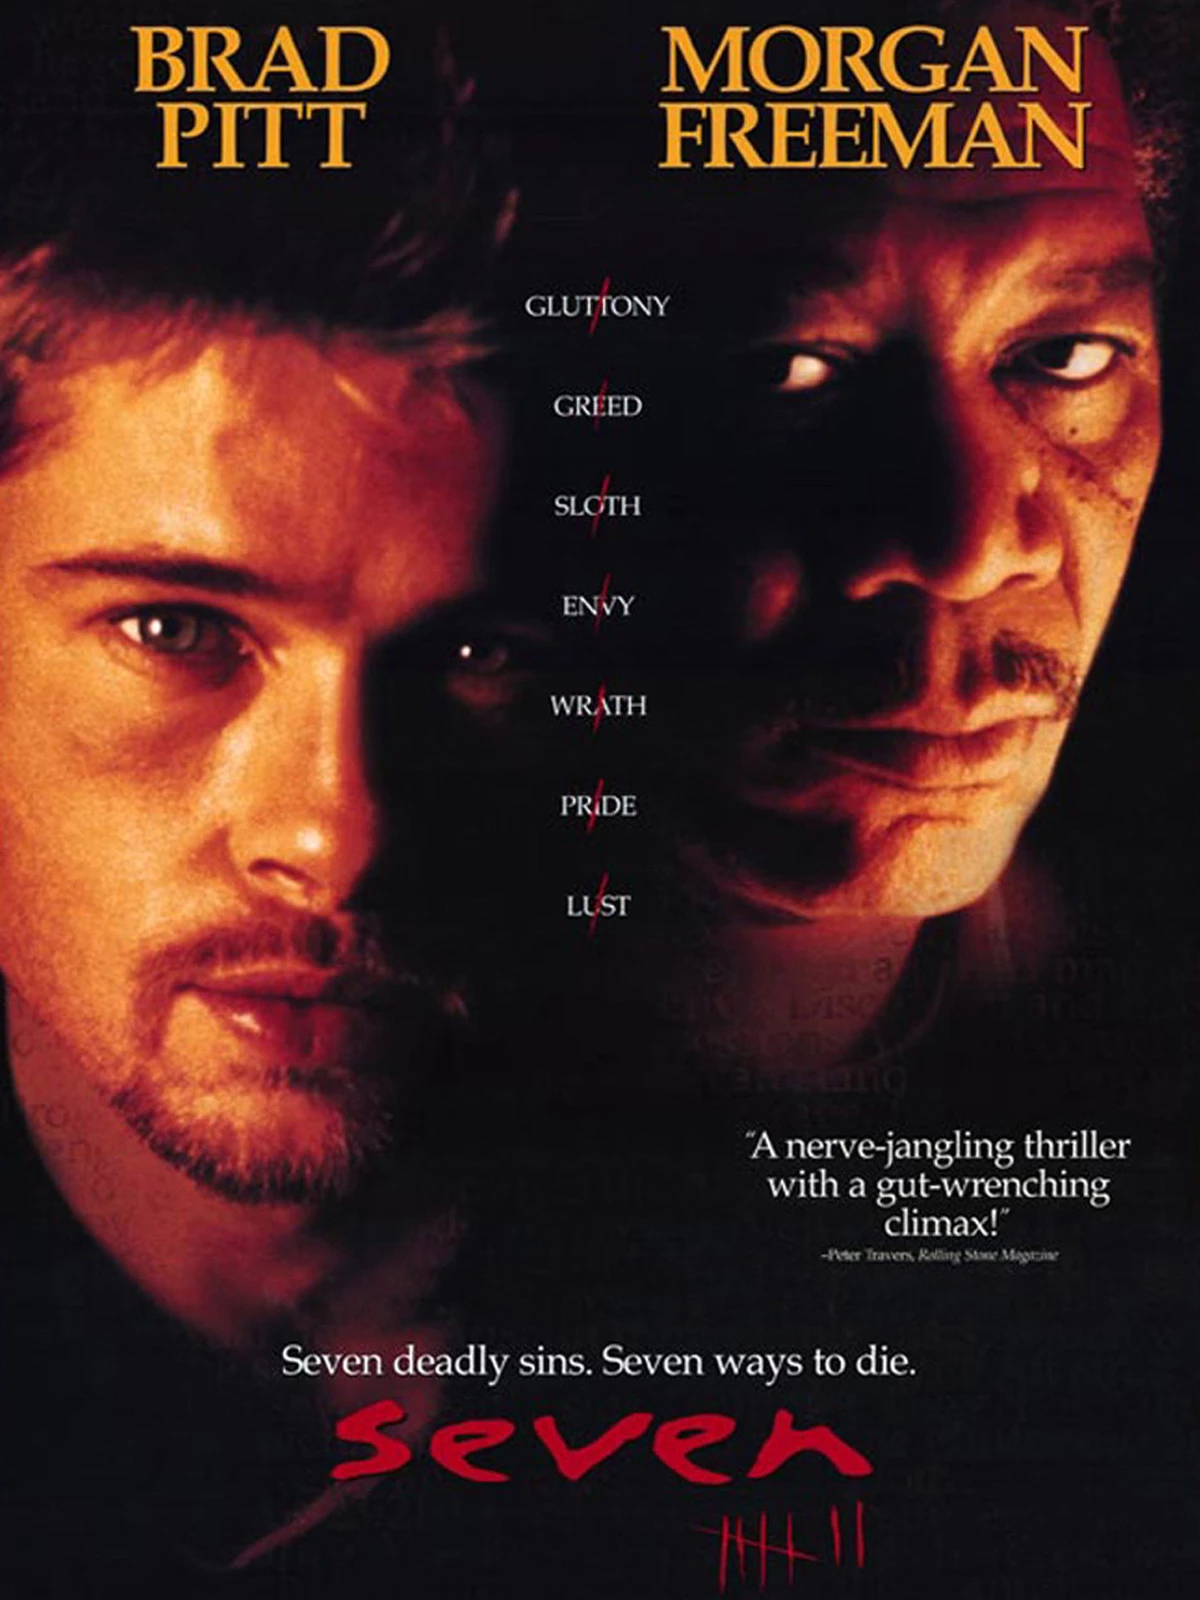 BRAD
PITT
MORGAN
FREEMAN
GLUTTONY
GREED
SLOTH
ENVY
WRATH
PRIDE
LUST
“A nerve-jangling thriller
with a gut-wrenching
climax!”
–Peter Travers, Rolling Stone Magazine
Seven deadly sins. Seven ways to die.
seven